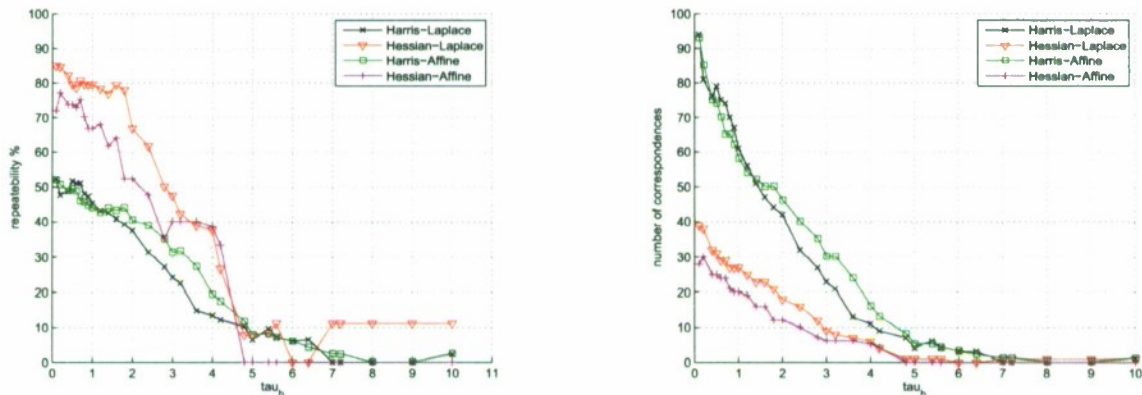 Harris-Laplace
Hessian-Laplace
Harris-Affine
Hessian-Affine
repeatability %
100
90
80
70
60
50
40
30
20
10
0
0 1 2 3 4 5 6 7 8 9 10 11
tau_h
Harris-Laplace
Hessian-Laplace
Harris-Affine
Hessian-Affine
number of correspondences
100
90
80
70
60
50
40
30
20
10
0
0 1 2 3 4 5 6 7 8 9 10
tau_h